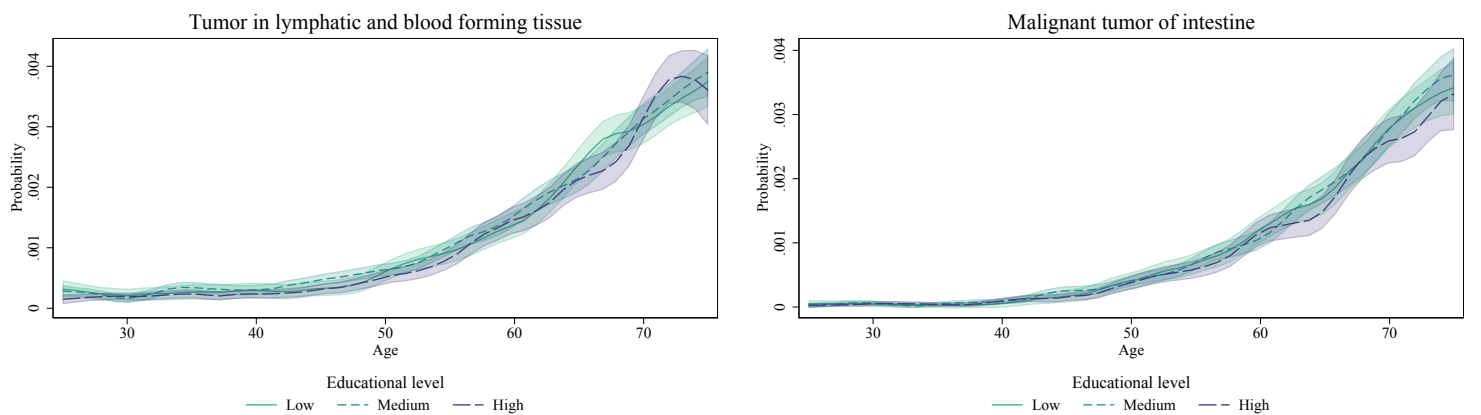 Tumor in lymphatic and blood forming tissue
Probability
.004
.003
.002
.001
0
30 40 50 60 70
Age
Educational level
Low Medium High
Malignant tumor of intestine
Probability
.004
.003
.002
.001
0
30 40 50 60 70
Age
Educational level
Low Medium High